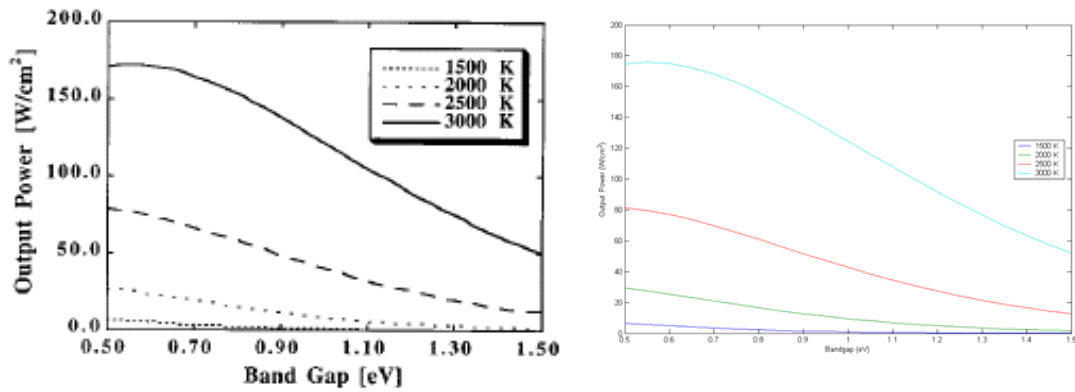 Output Power [W/cm²]
200.0
150.0
100.0
50.0
0.0
1500 K
2000 K
2500 K
3000 K
0.50 0.70 0.90 1.10 1.30 1.50
Band Gap [eV]
Output Power (W/cm²)
200
180
160
140
120
100
80
60
40
20
0
1500 K
2000 K
2500 K
3000 K
0.5 0.6 0.7 0.8 0.9 1 1.1 1.2 1.3 1.4 1.5
Bandgap (eV)